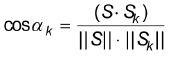 cos α_k = (S · S_k) / (||S|| · ||S_k||)